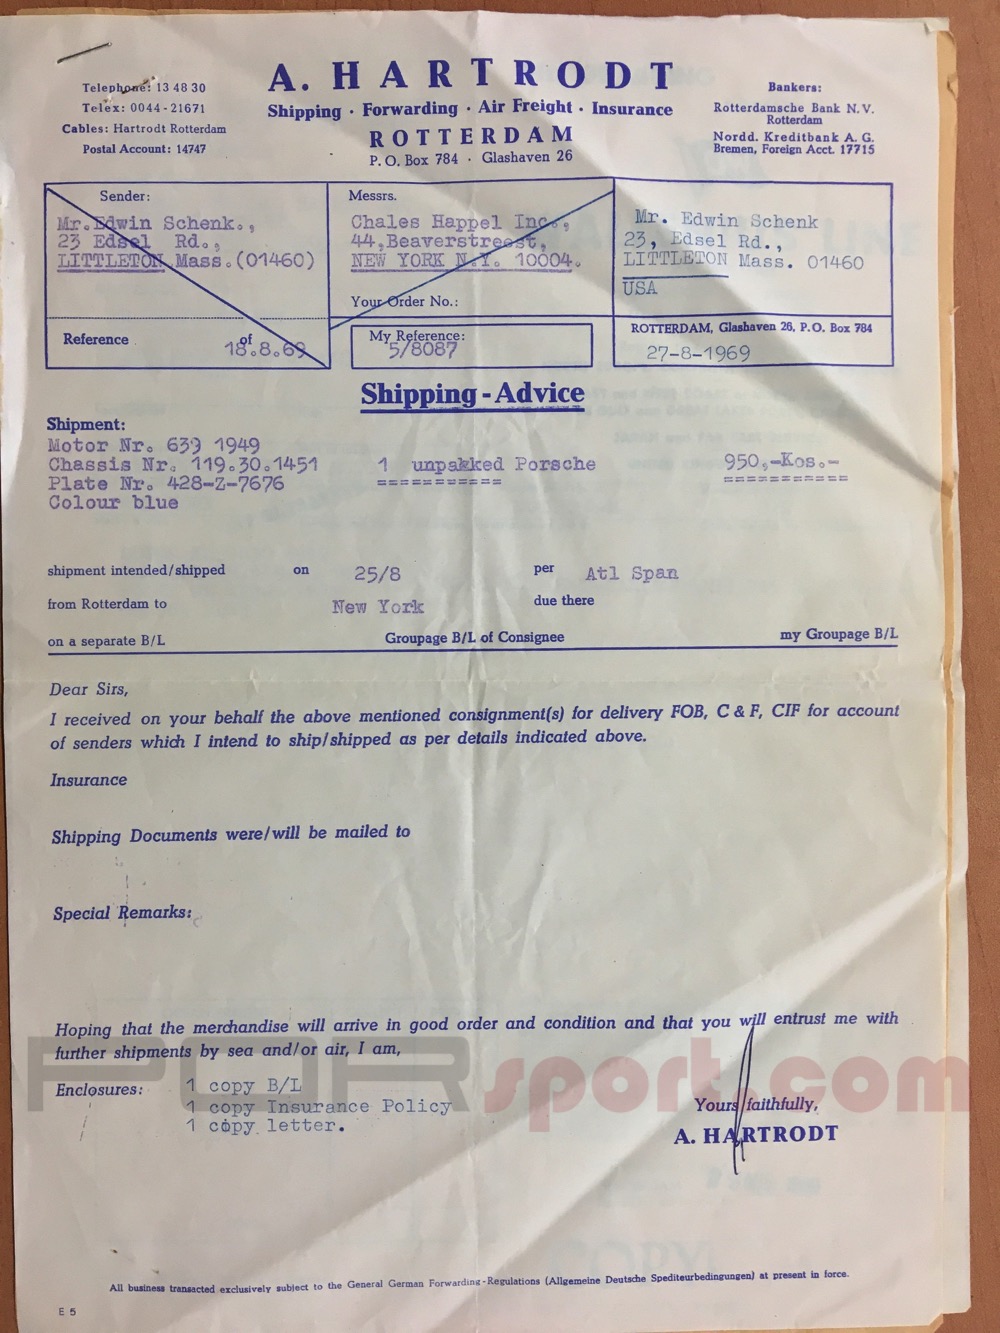 Telephone: 13 48 30
Telex: 0044-21671
Cables: Hartrodt Rotterdam
Postal Account: 14747
A. HARTRODT
Shipping · Forwarding · Air Freight · Insurance
ROTTERDAM
P. O. Box 784 · Glashaven 26
Bankers:
Rotterdamsche Bank N. V.
Rotterdam
Nordd. Kreditbank A. G.
Bremen, Foreign Acct. 17715
Sender:
Mr. Edwin Schenk.,
23 Edsel Rd.,
LITTLETON Mass.(01460)
Reference of
18.8.69
Messrs.
Chales Happel Inc.,
44,Beaverstreest,
NEW YORK N.Y. 10004.
Your Order No.:
My Reference:
5/8087
Mr. Edwin Schenk
23, Edsel Rd.,
LITTLETON Mass. 01460
USA
ROTTERDAM, Glashaven 26, P. O. Box 784
27-8-1969
Shipping - Advice
Shipment:
Motor Nr. 639 1949
Chassis Nr. 119.30.1451 1 unpakked Porsche 950,-Kos.-
Plate Nr. 428-Z-7676 =========== ===========
Colour blue
shipment intended/shipped on 25/8 per Atl Span
from Rotterdam to New York due there
on a separate B/L Groupage B/L of Consignee my Groupage B/L
Dear Sirs,
I received on your behalf the above mentioned consignment(s) for delivery FOB, C & F, CIF for account
of senders which I intend to ship/shipped as per details indicated above.
Insurance
Shipping Documents were/will be mailed to
Special Remarks:
Hoping that the merchandise will arrive in good order and condition and that you will entrust me with
further shipments by sea and/or air, I am,
PORsport.com
Enclosures: 1 copy B/L
1 copy Insurance Policy
1 copy letter.
Yours faithfully,
A. HARTRODT
All business transacted exclusively subject to the General German Forwarding-Regulations (Allgemeine Deutsche Spediteurbedingungen) at present in force.
E 5